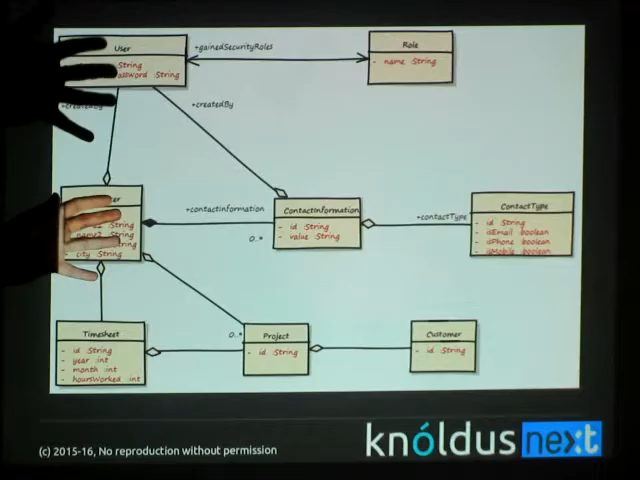 User
String
assword String
+gainedSecurityRoles
Role
- name String
+createdBy
+createdBy
er
String
name2 String
String
- city String
+contactInformation
0..*
ContactInformation
- id String
- value String
+contactType
ContactType
- id String
- isEmail boolean
- isPhone boolean
- isMobile boolean
Timesheet
- id String
- year int
- month int
- hoursWorked int
0..*
Project
- id String
Customer
- id String
(c) 2015-16, No reproduction without permission
knóldus next